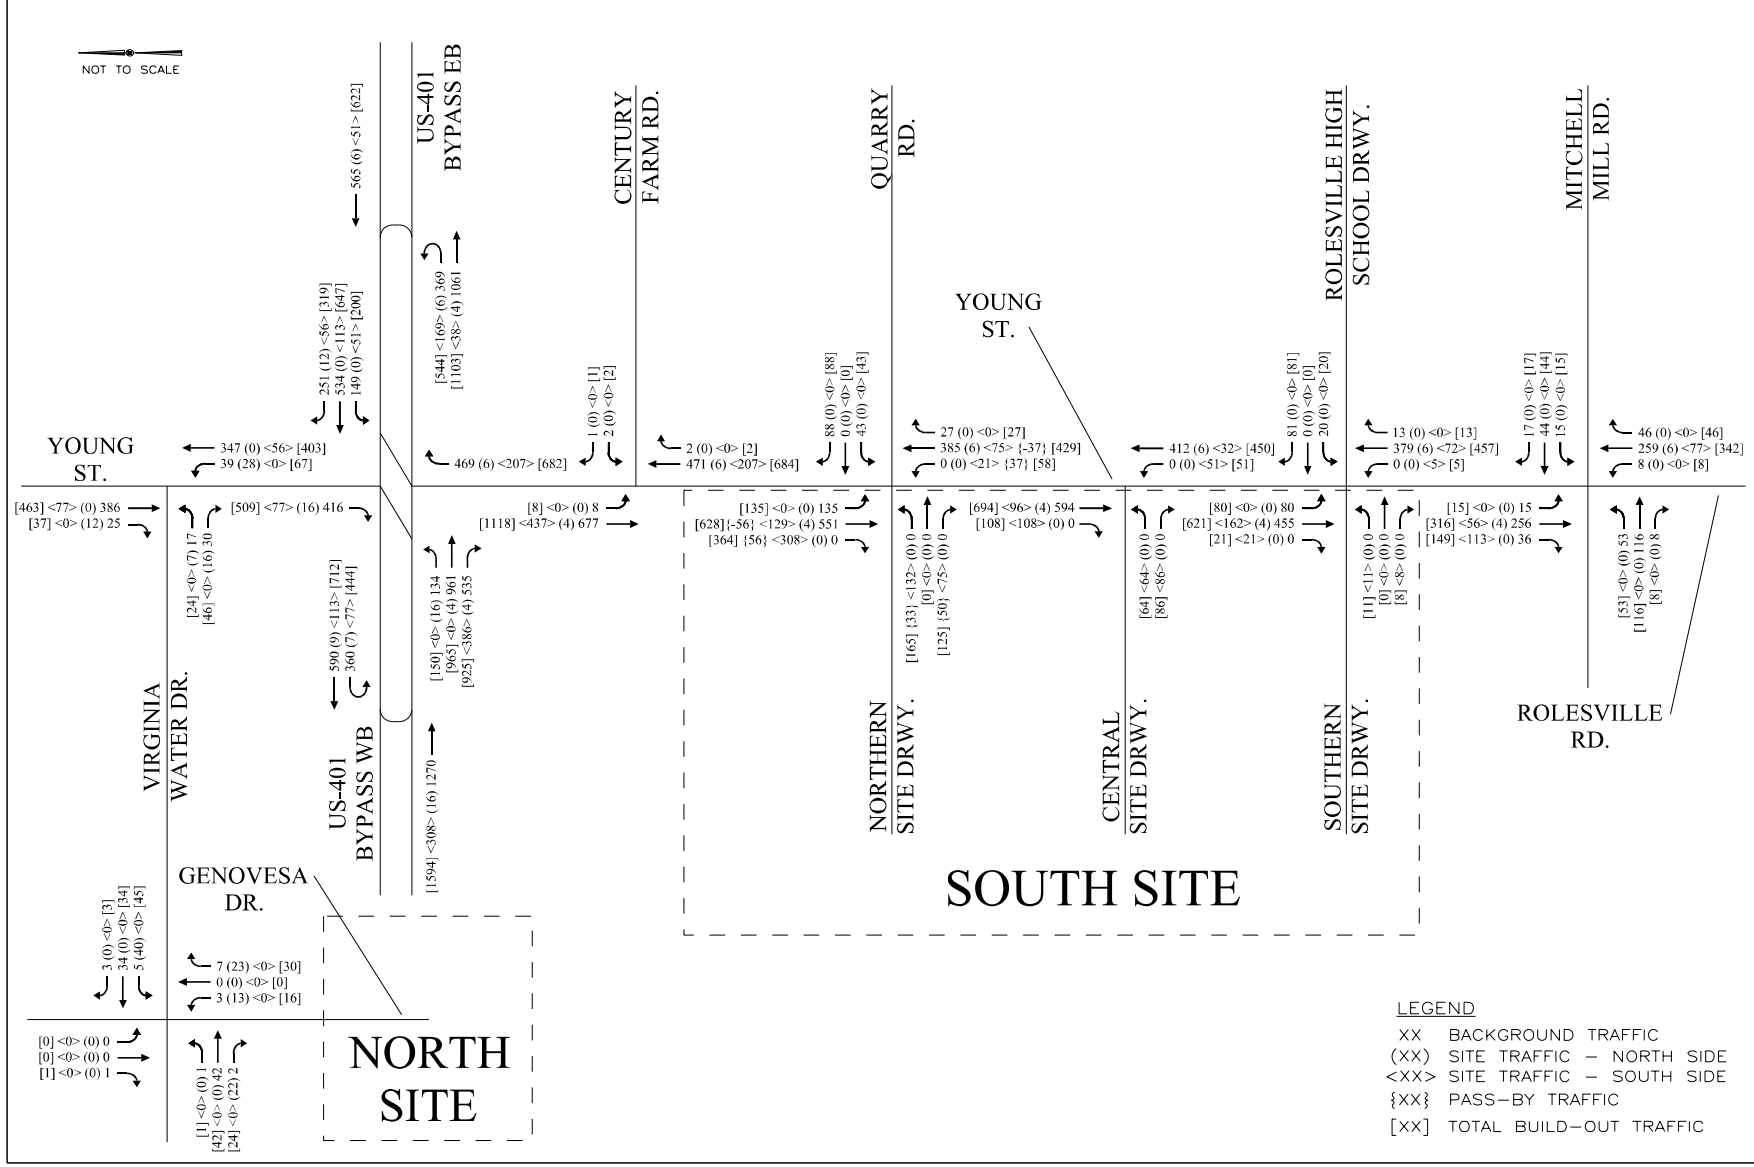 NOT TO SCALE
US-401
BYPASS EB
CENTURY
FARM RD.
QUARRY
RD.
ROLESVILLE HIGH
SCHOOL DRWY.
MITCHELL
MILL RD.
565 (6) <51> [622]
[544] <169> (6) 369
[1103] <38> (4) 1061
251 (12) <56> [319]
534 (0) <113> [647]
149 (0) <51> [200]
YOUNG
ST.
347 (0) <56> [403]
39 (28) <0> [67]
469 (6) <207> [682]
1 (0) <0> [1]
2 (0) <0> [2]
2 (0) <0> [2]
471 (6) <207> [684]
88 (0) <0> [88]
0 (0) <0> [0]
43 (0) <0> [43]
27 (0) <0> [27]
385 (6) <75> {-37} [429]
0 (0) <21> {37} [58]
YOUNG
ST.
412 (6) <32> [450]
0 (0) <51> [51]
81 (0) <0> [81]
0 (0) <0> [0]
20 (0) <0> [20]
13 (0) <0> [13]
379 (6) <72> [457]
0 (0) <5> [5]
17 (0) <0> [17]
44 (0) <0> [44]
15 (0) <0> [15]
46 (0) <0> [46]
259 (6) <77> [342]
8 (0) <0> [8]
[463] <77> (0) 386
[37] <0> (12) 25
[24] <0> (7) 17
[46] <0> (16) 30
[509] <77> (16) 416
[8] <0> (0) 8
[1118] <437> (4) 677
[135] <0> (0) 135
[628]{-56} <129> (4) 551
[364] {56} <308> (0) 0
[165] {33} <132> (0) 0
[0] <0> (0) 0
[125] {50} <75> (0) 0
[694] <96> (4) 594
[108] <108> (0) 0
[64] <64> (0) 0
[86] <86> (0) 0
[80] <0> (0) 80
[621] <162> (4) 455
[21] <21> (0) 0
[11] <11> (0) 0
[0] <0> (0) 0
[8] <8> (0) 0
[15] <0> (0) 15
[316] <56> (4) 256
[149] <113> (0) 36
[53] <0> (0) 53
[116] <0> (0) 116
[8] <0> (0) 8
590 (9) <113> [712]
360 (7) <77> [444]
[150] <0> (16) 134
[965] <0> (4) 961
[925] <386> (4) 535
VIRGINIA
WATER DR.
US-401
BYPASS WB
[1594] <308> (16) 1270
NORTHERN
SITE DRWY.
CENTRAL
SITE DRWY.
SOUTHERN
SITE DRWY.
ROLESVILLE
RD.
GENOVESA
DR.
SOUTH SITE
3 (0) <0> [3]
34 (0) <0> [34]
5 (40) <0> [45]
7 (23) <0> [30]
0 (0) <0> [0]
3 (13) <0> [16]
[0] <0> (0) 0
[0] <0> (0) 0
[1] <0> (0) 1
[1] <0> (0) 1
[42] <0> (0) 42
[24] <0> (22) 2
NORTH
SITE
LEGEND
XX BACKGROUND TRAFFIC
(XX) SITE TRAFFIC – NORTH SIDE
<XX> SITE TRAFFIC – SOUTH SIDE
{XX} PASS–BY TRAFFIC
[XX] TOTAL BUILD–OUT TRAFFIC